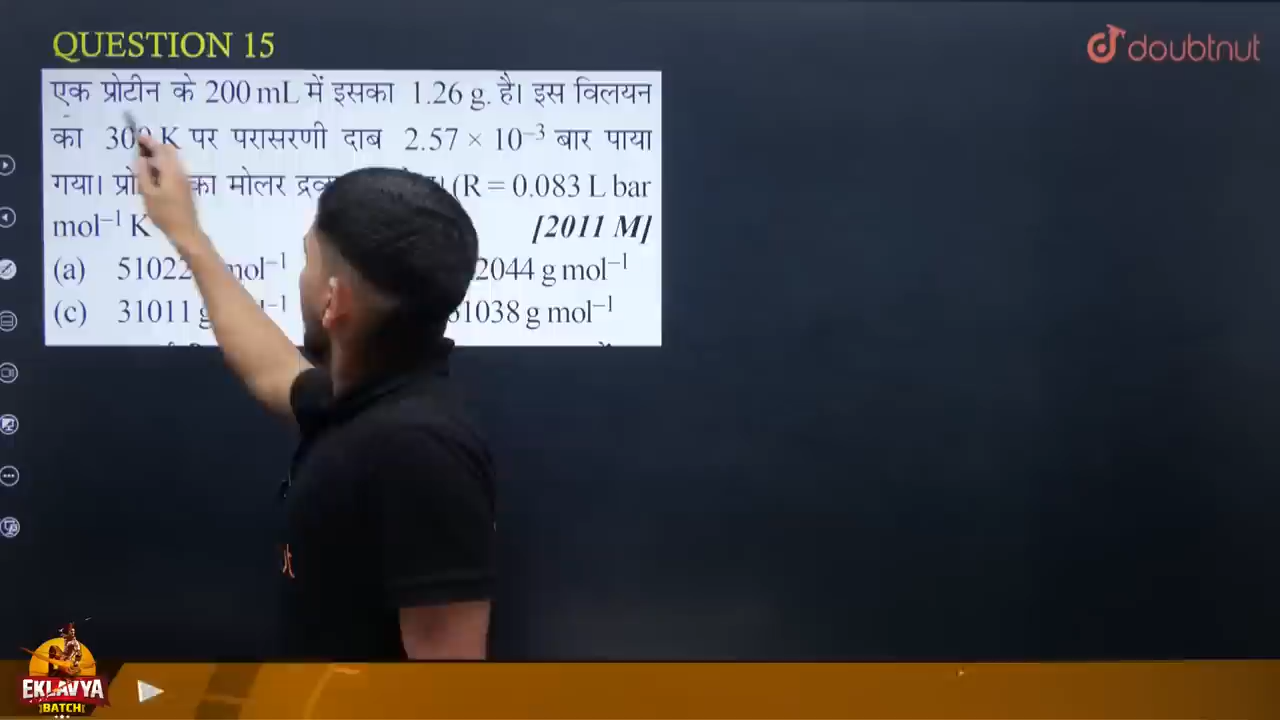 QUESTION 15
doubtnut
एक प्रोटीन के 200 mL में इसका 1.26 g. है। इस विलयन
का 300 K पर परासरणी दाब 2.57 × 10⁻³ बार पाया
गया। का मोलर (R = 0.083 L bar
mol⁻¹ K [2011 M]
(a) 51022 mol⁻¹ 2044 g mol⁻¹
(c) 31011 g 1038 g mol⁻¹
EKLAVYA
BATCH